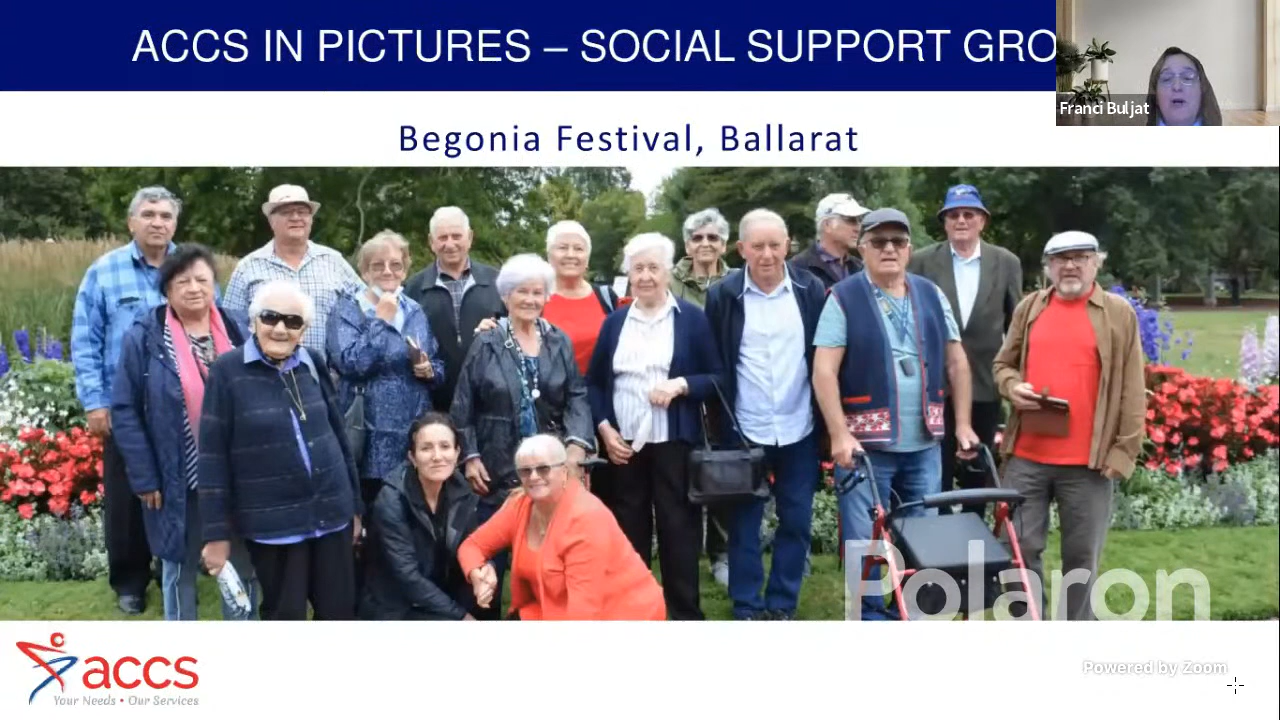 ACCS IN PICTURES – SOCIAL SUPPORT GRO
Franci Buljat
Begonia Festival, Ballarat
Polaron
accs
Your Needs • Our Services
Powered by Zoom